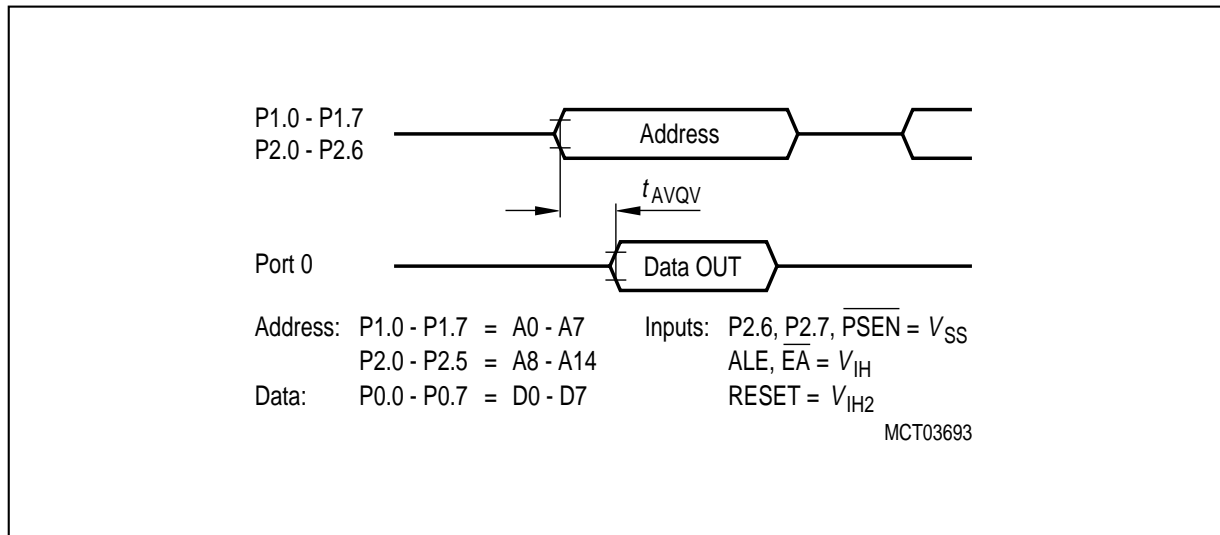 P1.0 - P1.7
P2.0 - P2.6
Address
t AVQV
Port 0
Data OUT
Address: P1.0 - P1.7 = A0 - A7
P2.0 - P2.5 = A8 - A14
Data: P0.0 - P0.7 = D0 - D7
Inputs: P2.6, P2.7, PSEN = VSS
ALE, EA = VIH
RESET = VIH2
MCT03693